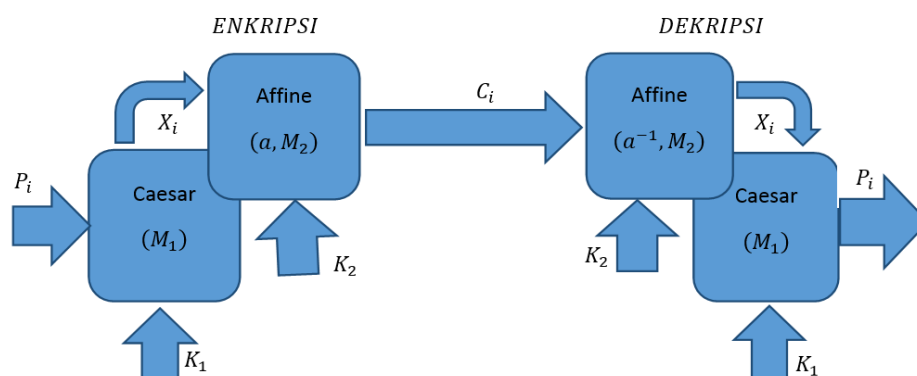 ENKRIPSI
DEKRIPSI
Affine
(a, M₂)
Xᵢ
Cᵢ
Affine
(a⁻¹, M₂)
Xᵢ
Pᵢ
Caesar
(M₁)
K₂
K₂
Caesar
(M₁)
Pᵢ
K₁
K₁